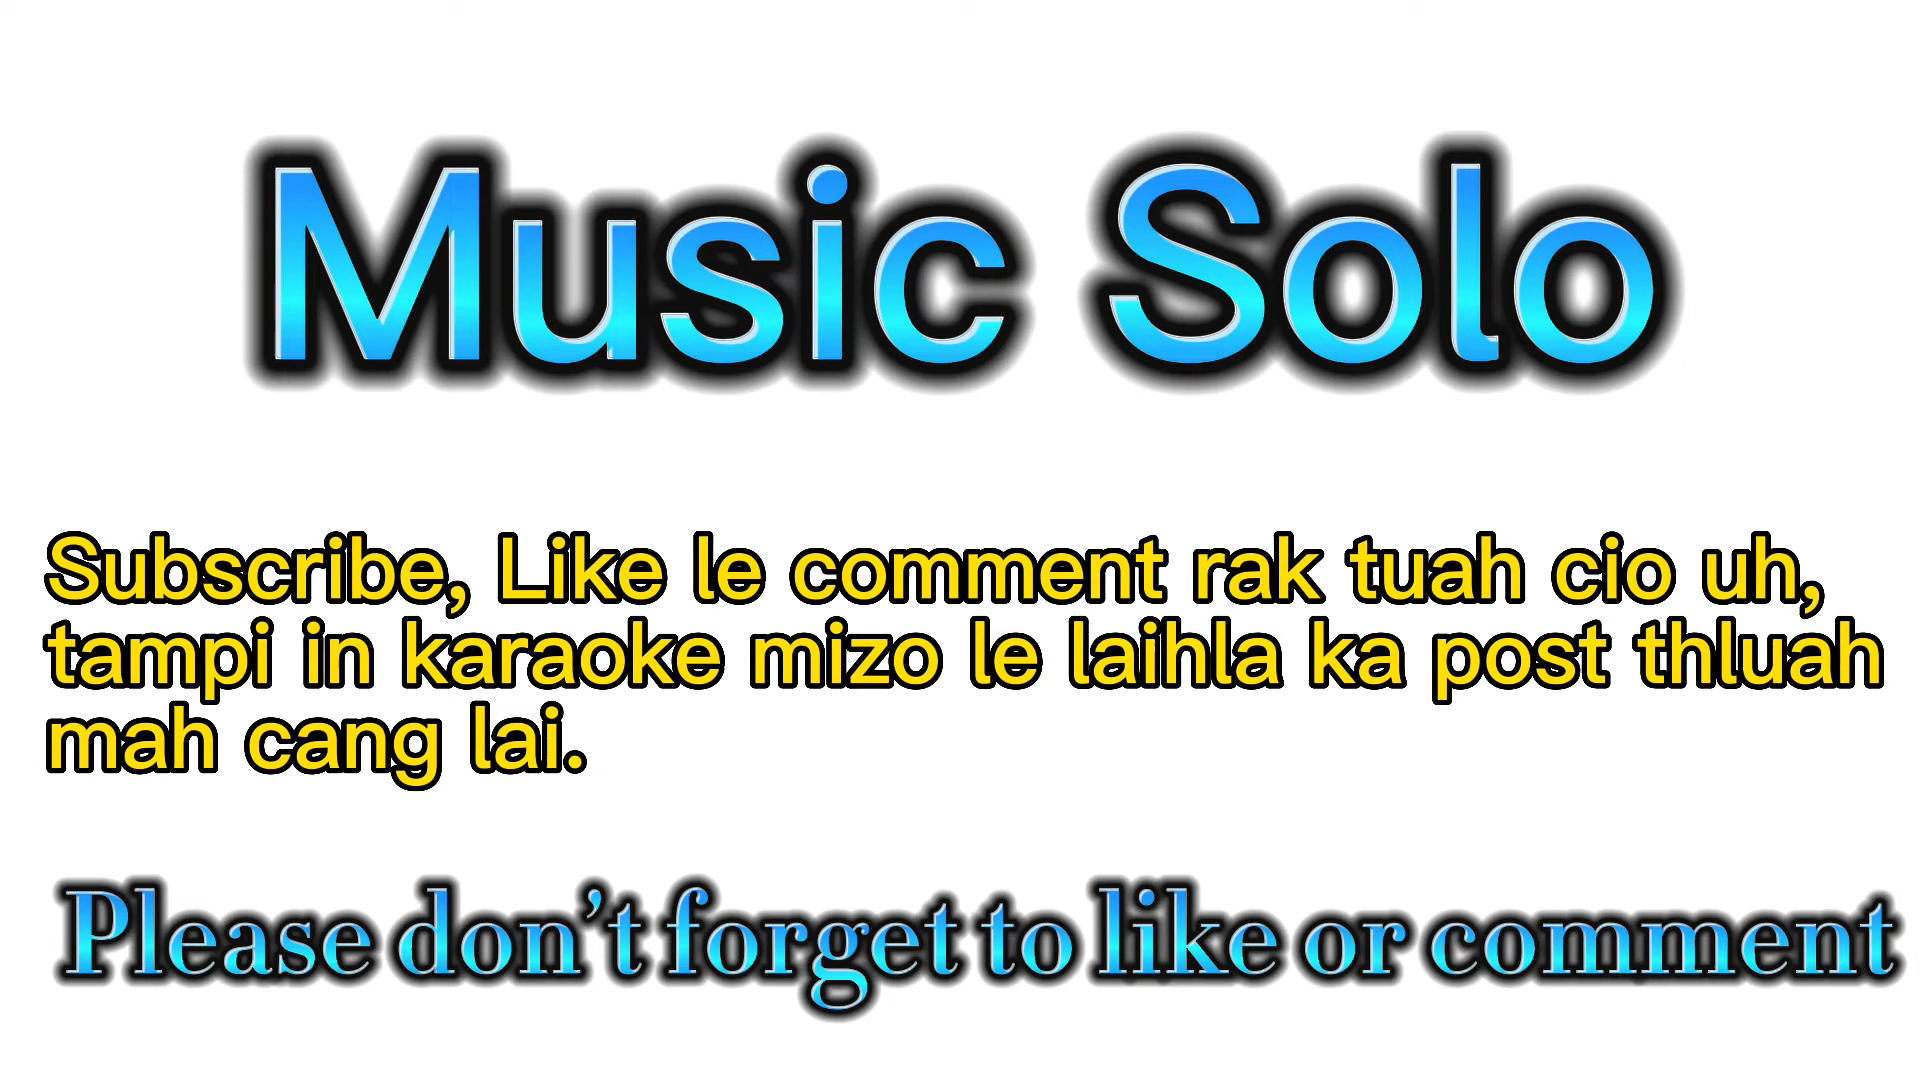 Music Solo
Subscribe, Like le comment rak tuah cio uh,
tampi in karaoke mizo le laihla ka post thluah
mah cang lai.
Please don't forget to like or comment